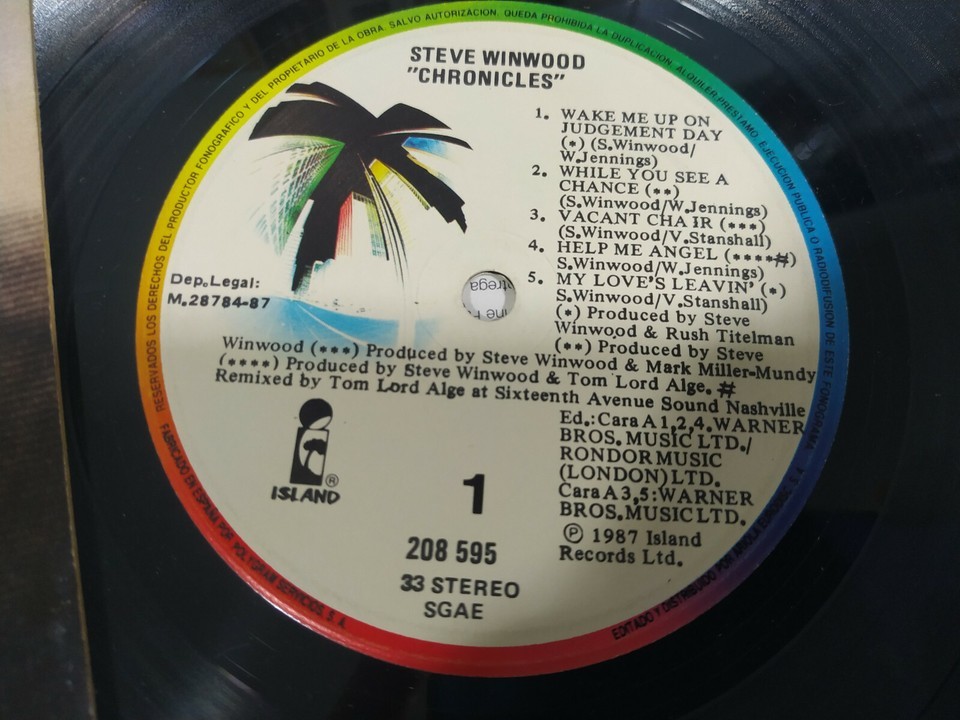 STEVE WINWOOD
"CHRONICLES"
1. WAKE ME UP ON
JUDGEMENT DAY
(*) (S.Winwood/
W.Jennings)
2. WHILE YOU SEE A
CHANCE (**)
(S.Winwood/W.Jennings)
3. VACANT CHA IR (***)
(S.Winwood/V.Stanshall)
4. HELP ME ANGEL (****#)
S.Winwood/W.Jennings)
5. MY LOVE'S LEAVIN' (*)
S.Winwood/V.Stanshall)
(*) Produced by Steve
Winwood & Rush Titelman
(**) Produced by Steve
Winwood (***) Produced by Steve Winwood & Mark Miller-Mundy
(****) Produced by Steve Winwood & Tom Lord Alge. #
Remixed by Tom Lord Alge at Sixteenth Avenue Sound Nashville
Dep.Legal:
M.28784-87
Ed.:Cara A 1,2,4. WARNER
BROS. MUSIC LTD./
RONDOR MUSIC
(LONDON) LTD.
Cara A 3,5: WARNER
BROS. MUSIC LTD.
℗ 1987 Island
Records Ltd.
®
ISLAND
1
208 595
33 STEREO
SGAE
RESERVADOS LOS DERECHOS DEL PRODUCTOR FONOGRAFICO Y DEL PROPIETARIO DE LA OBRA. SALVO AUTORIZACION, QUEDA PROHIBIDA LA DUPLICACION, ALQUILER, PRESTAMO, EJECUCION PUBLICA O RADIODIFUSION DE ESTE FONOGRAMA.
FABRICADO EN ESPAÑA POR POLYGRAM SERVICIOS, S. A.
EDITADO Y DISTRIBUIDO POR ARIOLA EURODISC, S. A.